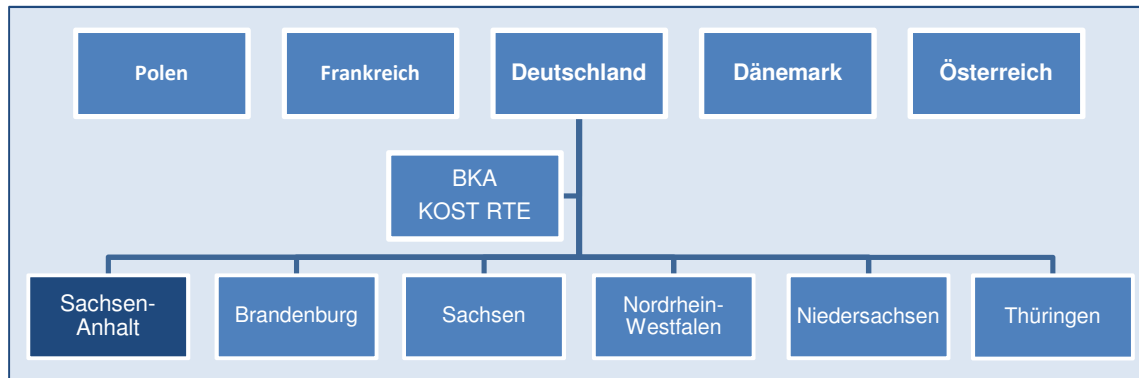 Polen
Frankreich
Deutschland
Dänemark
Österreich
BKA
KOST RTE
Sachsen-
Anhalt
Brandenburg
Sachsen
Nordrhein-
Westfalen
Niedersachsen
Thüringen